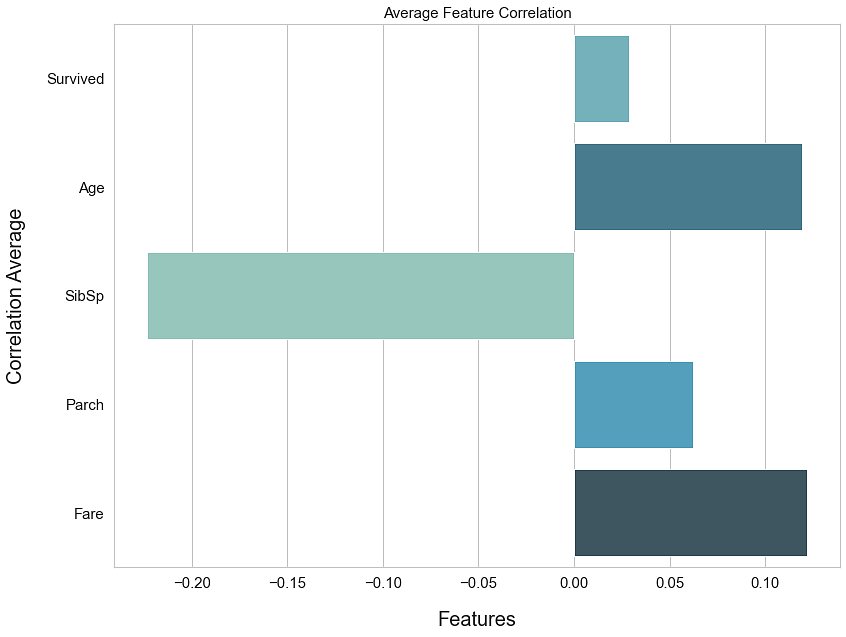 Average Feature Correlation
Survived
Age
SibSp
Parch
Fare
Correlation Average
−0.20 −0.15 −0.10 −0.05 0.00 0.05 0.10
Features